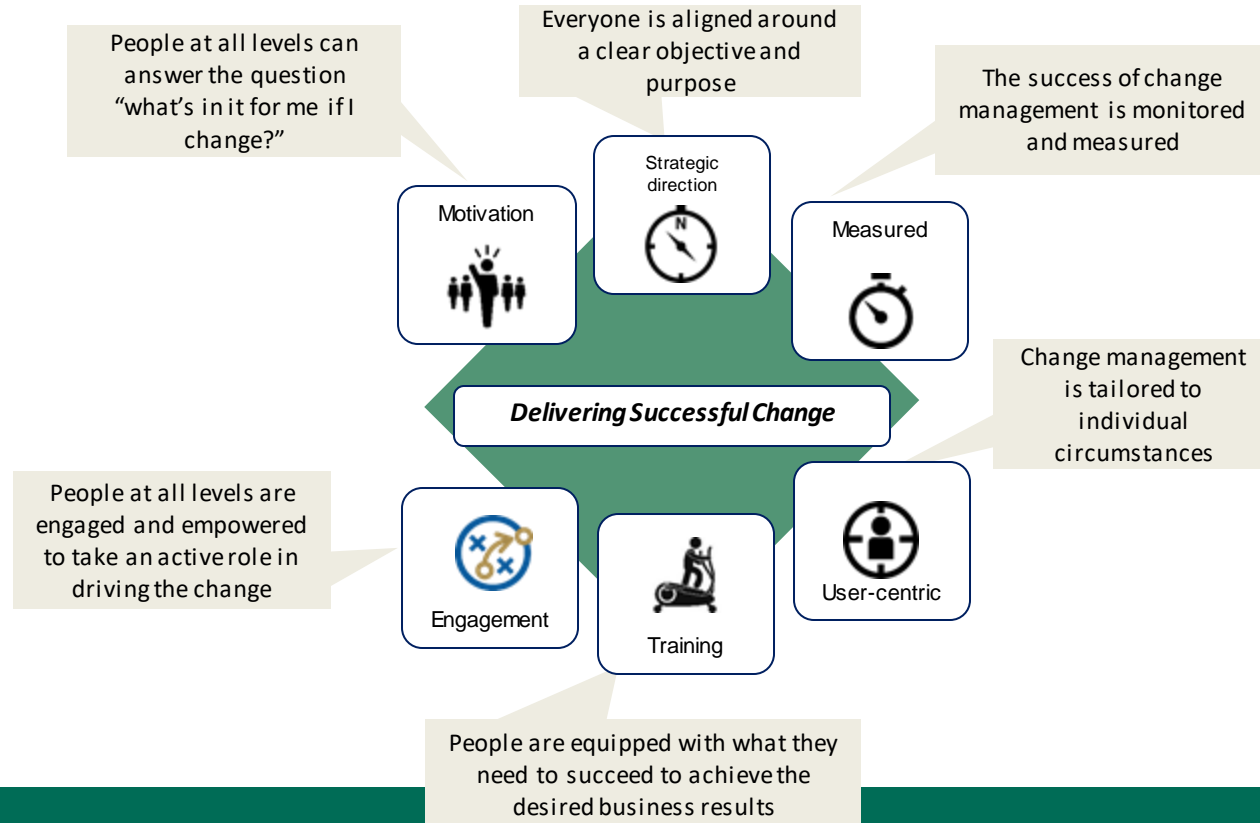 People at all levels can
answer the question
“what’s in it for me if I
change?”
Everyone is aligned around
a clear objective and
purpose
The success of change
management is monitored
and measured
Motivation
Strategic
direction
N
Measured
Delivering Successful Change
Change management
is tailored to
individual
circumstances
People at all levels are
engaged and empowered
to take an active role in
driving the change
Engagement
Training
User-centric
People are equipped with what they
need to succeed to achieve the
desired business results